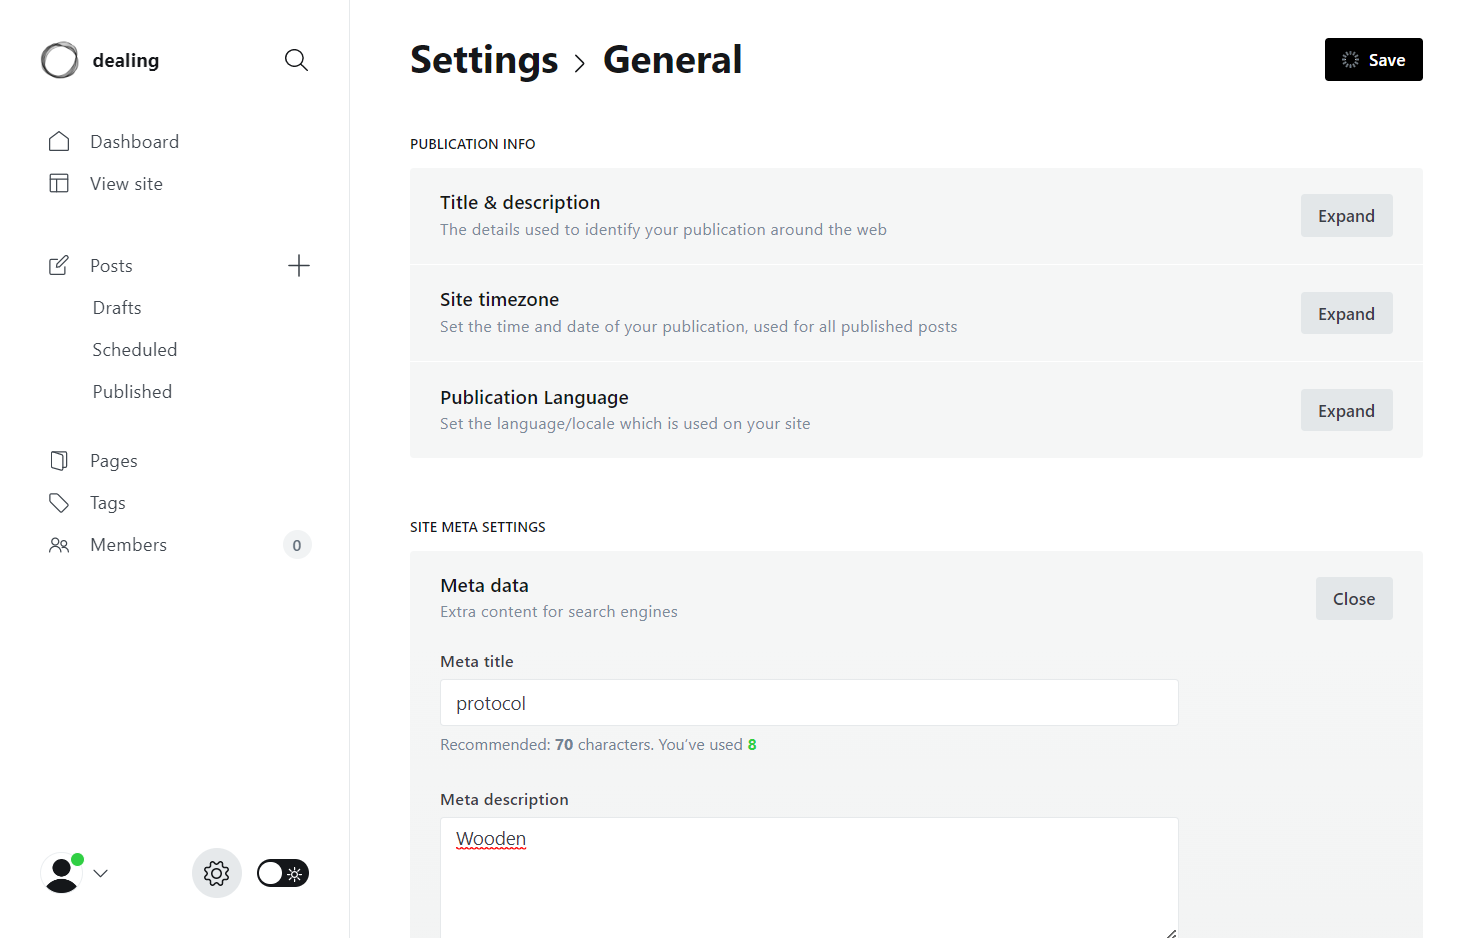 dealing
Dashboard
View site
Posts
Drafts
Scheduled
Published
Pages
Tags
Members
0
Settings > General
Save
PUBLICATION INFO
Title & description
The details used to identify your publication around the web
Expand
Site timezone
Set the time and date of your publication, used for all published posts
Expand
Publication Language
Set the language/locale which is used on your site
Expand
SITE META SETTINGS
Meta data
Extra content for search engines
Close
Meta title
protocol
Recommended: 70 characters. You’ve used 8
Meta description
Wooden